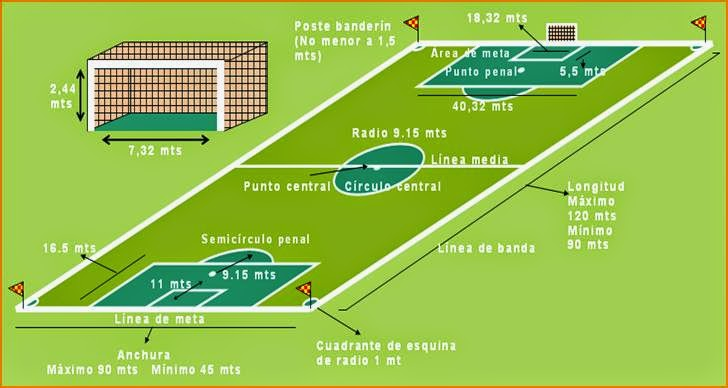 Poste banderín
(No menor a 1,5
mts)
18,32 mts
Area de meta
Punto penal
5,5 mts
40,32 mts
2,44
mts
7,32 mts
Radio 9.15 mts
Línea media
Punto central
Círculo central
Longitud
Máximo
120 mts
Mínimo
90 mts
Línea de banda
16.5 mts
Semicírculo penal
9.15 mts
11 mts
Línea de meta
Anchura
Máximo 90 mts Mínimo 45 mts
Cuadrante de esquina
de radio 1 mt